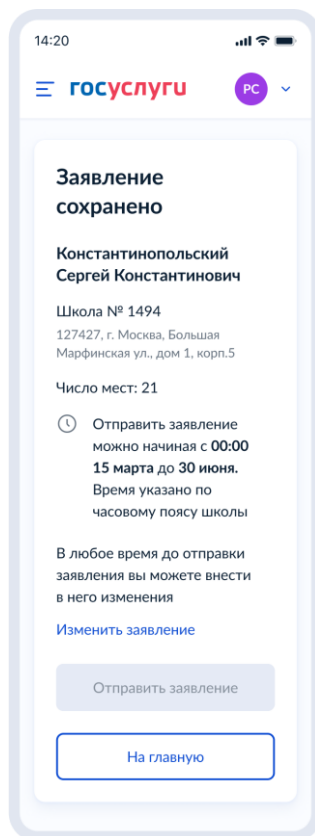 14:20
госуслуги
РС
Заявление
сохранено
Константинопольский
Сергей Константинович
Школа № 1494
127427, г. Москва, Большая
Марфинская ул., дом 1, корп.5
Число мест: 21
Отправить заявление
можно начиная с 00:00
15 марта до 30 июня.
Время указано по
часовому поясу школы
В любое время до отправки
заявления вы можете внести
в него изменения
Изменить заявление
Отправить заявление
На главную